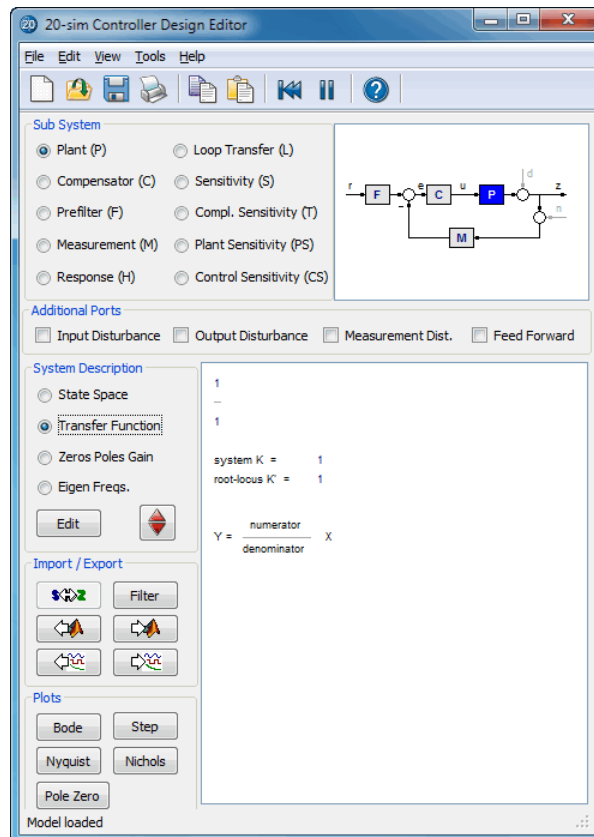 20 20-sim Controller Design Editor
File Edit View Tools Help
Sub System
Plant (P) Loop Transfer (L)
Compensator (C) Sensitivity (S)
Prefilter (F) Compl. Sensitivity (T)
Measurement (M) Plant Sensitivity (PS)
Response (H) Control Sensitivity (CS)
d
r F e C u P z
n
M
Additional Ports
Input Disturbance Output Disturbance Measurement Dist. Feed Forward
System Description
State Space
Transfer Function
Zeros Poles Gain
Eigen Freqs.
Edit
1
1
system K = 1
root-locus K' = 1
Y = numerator X
denominator
Import / Export
S Z Filter
Plots
Bode Step
Nyquist Nichols
Pole Zero
Model loaded